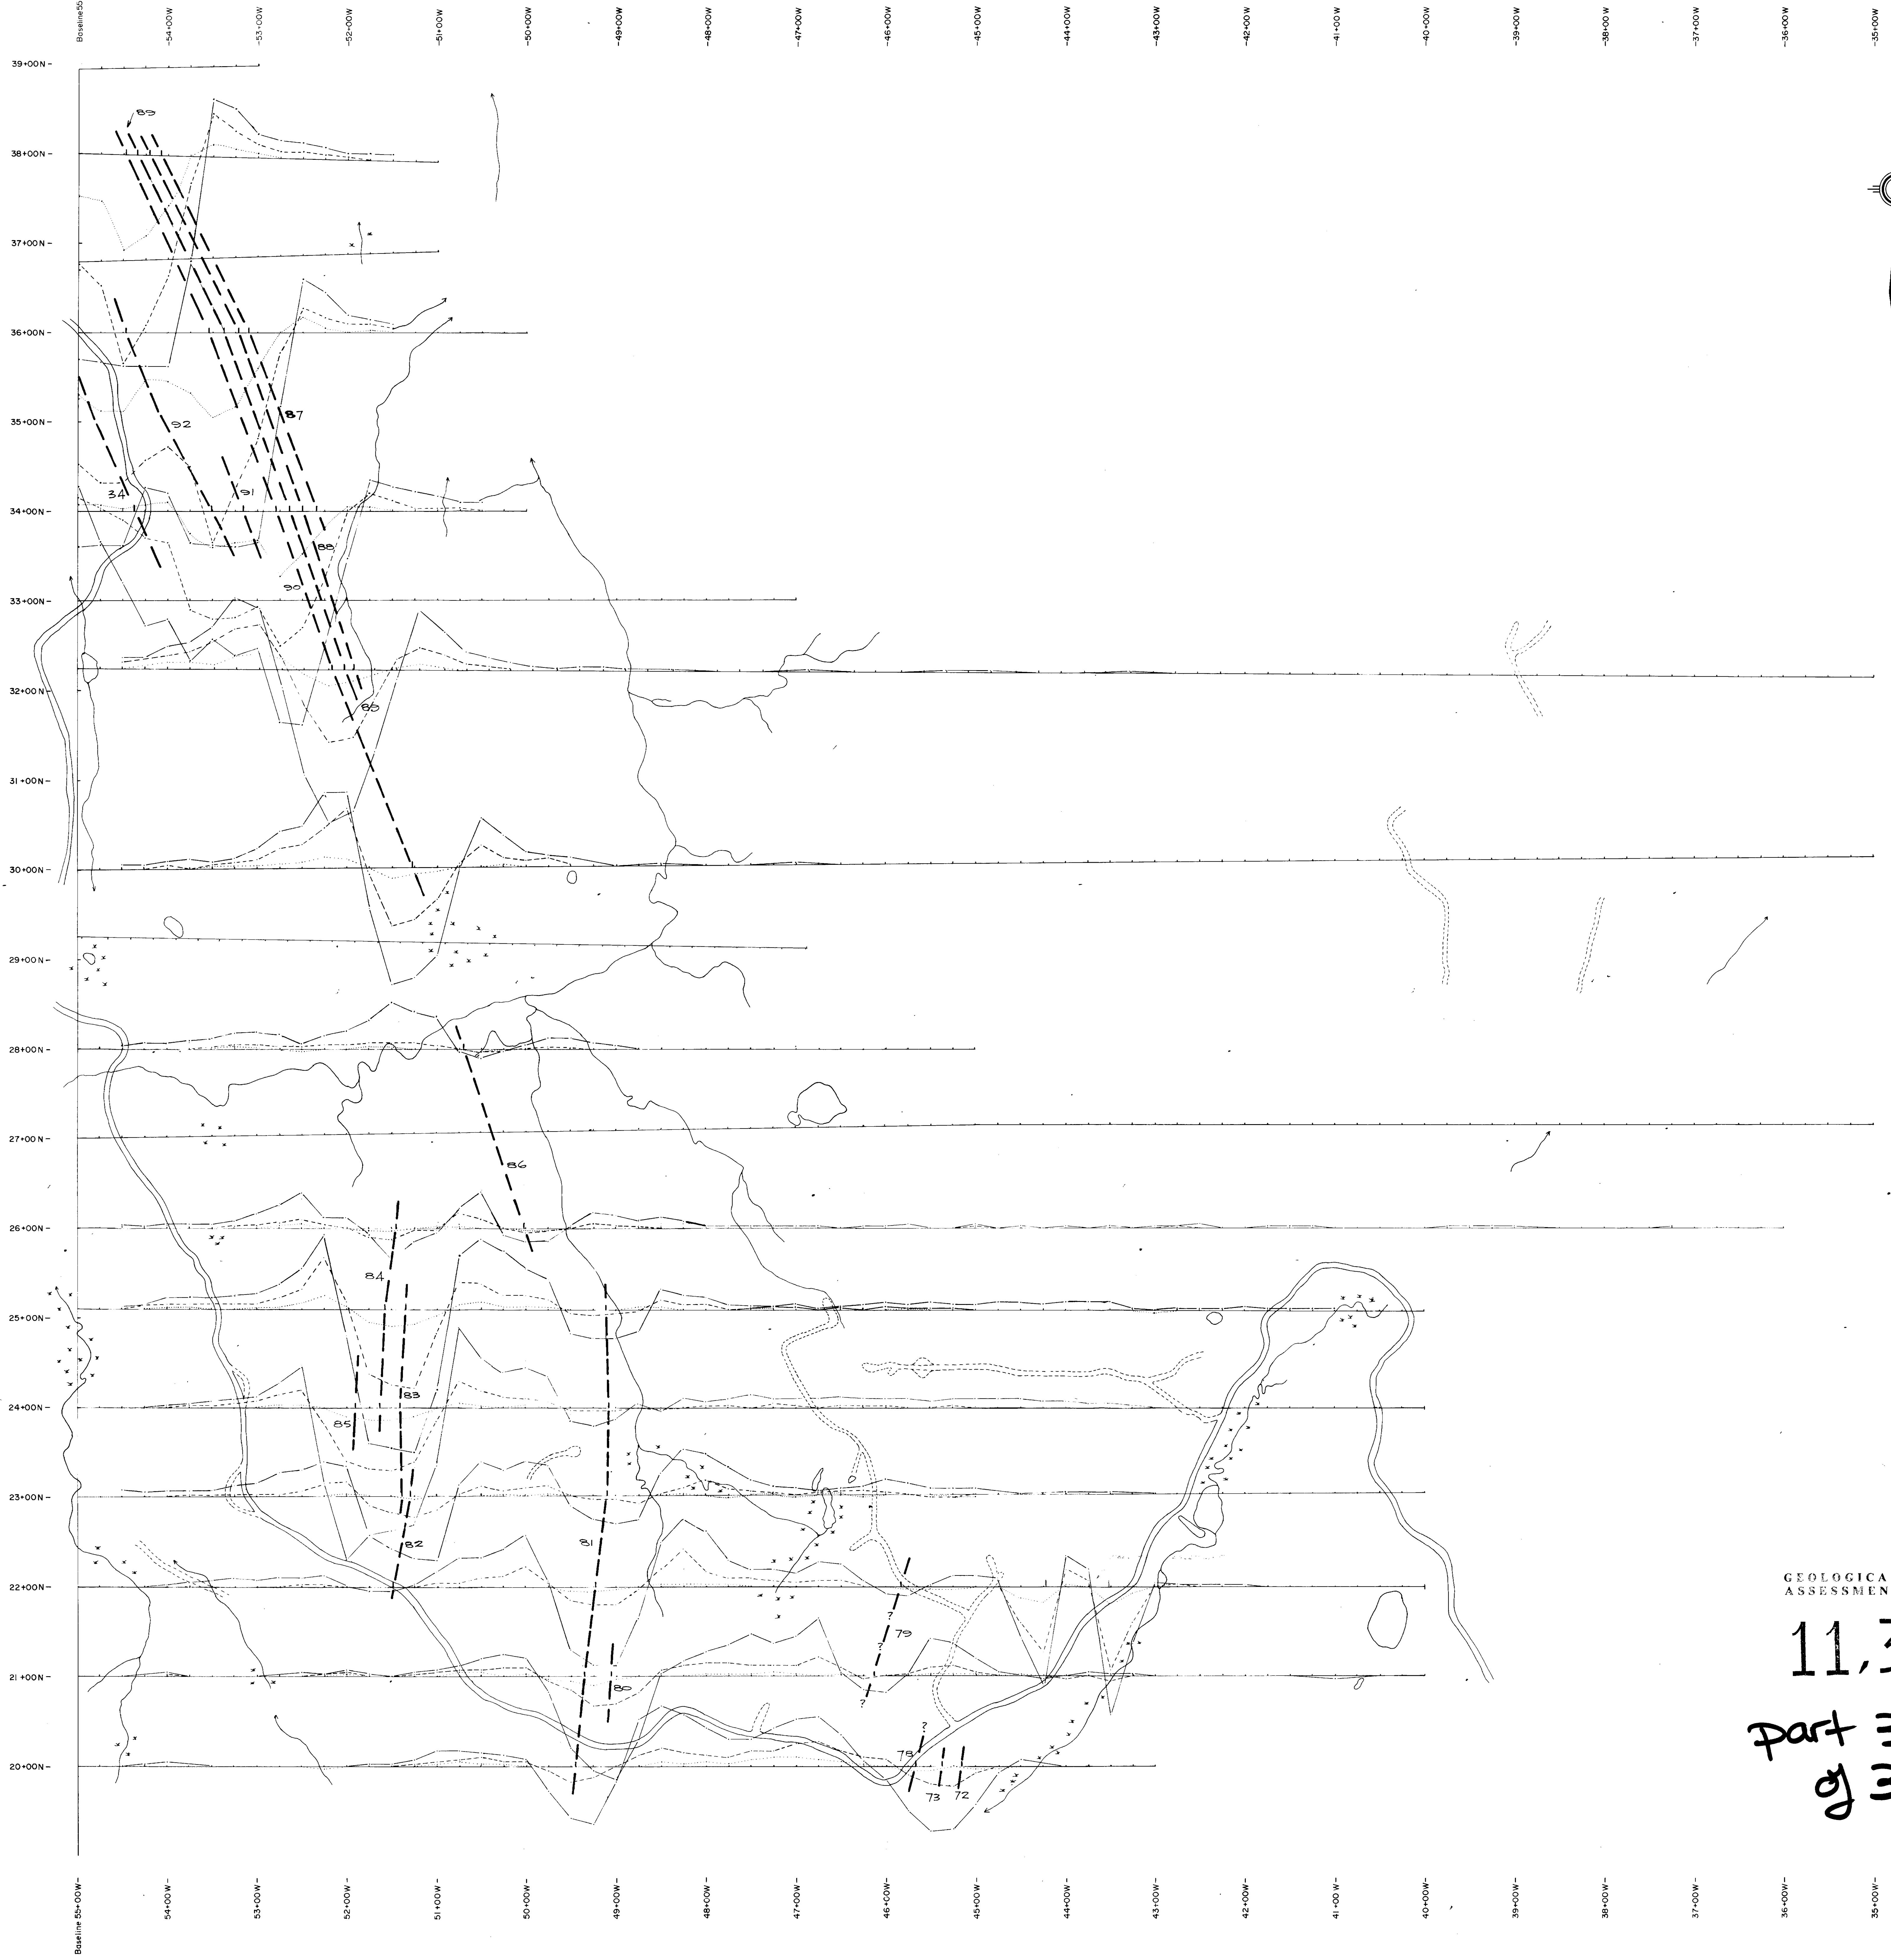 Baseline 55
-54+00W
-53+00W
-52+00W
-51+00W
-50+00W
-49+00W
-48+00W
-47+00W
-46+00W
-45+00W
-44+00W
-43+00W
-42+00W
-41+00W
-40+00W
-39+00W
-38+00W
-37+00W
-36+00W
-35+00W
39+00N-
89
38+00N-
37+00N-
36+00N-
35+00N-
87
92
34
91
34+00N-
88
90
33+00N-
32+00N-
89
31+00N-
30+00N-
29+00N-
28+00N-
27+00N-
86
26+00N-
84
25+00N-
83
24+00N-
85
23+00N-
82
81
22+00N-
?
79
?
21+00N-
80
?
?
78
20+00N-
73
72
GEOLOGICA
ASSESSMEN
11,3
part 3
of 3
Baseline 55+00W-
54+00W-
53+00W-
52+00W-
51+00W-
50+00W-
49+00W-
48+00W-
47+00W-
46+00W-
45+00W-
44+00W-
43+00W-
42+00W-
41+00W-
40+00W-
39+00W-
38+00W-
37+00W-
36+00W-
35+00W-